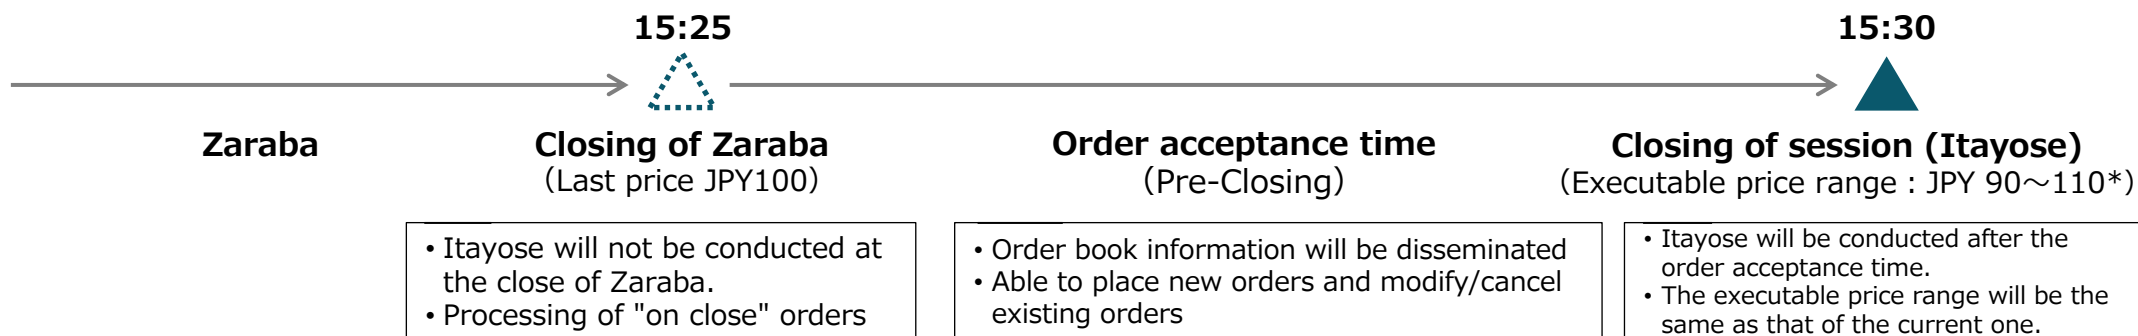 15:25
15:30
Zaraba
Closing of Zaraba
（Last price JPY100）
Order acceptance time
（Pre-Closing）
Closing of session (Itayose)
（Executable price range : JPY 90～110*）
• Itayose will not be conducted at
the close of Zaraba.
• Processing of "on close" orders
• Order book information will be disseminated
• Able to place new orders and modify/cancel
existing orders
• Itayose will be conducted after the
order acceptance time.
• The executable price range will be the
same as that of the current one.